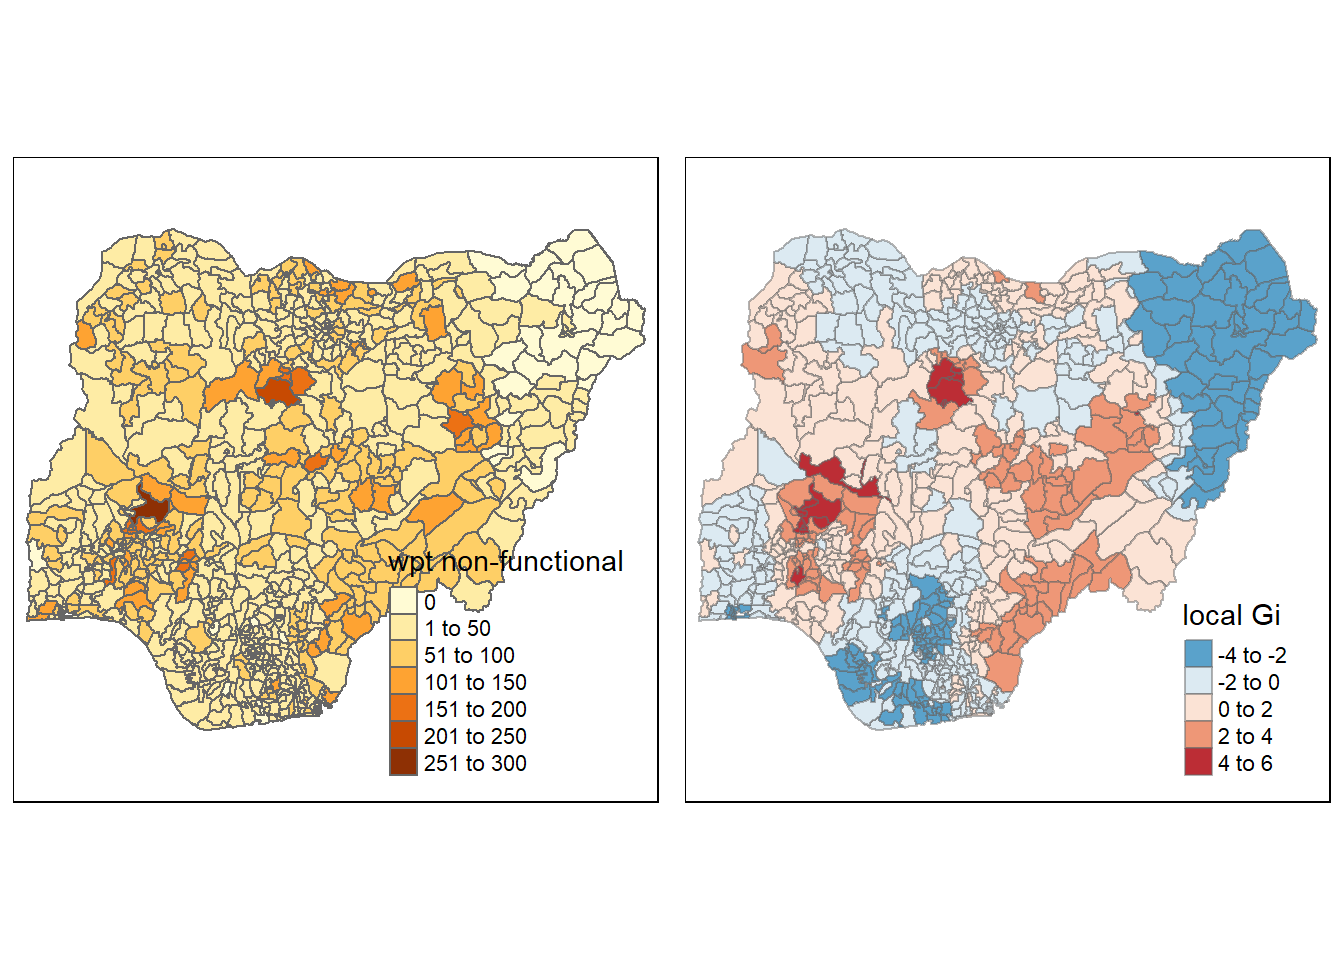 wpt non-functional
0
1 to 50
51 to 100
101 to 150
151 to 200
201 to 250
251 to 300
local Gi
-4 to -2
-2 to 0
0 to 2
2 to 4
4 to 6